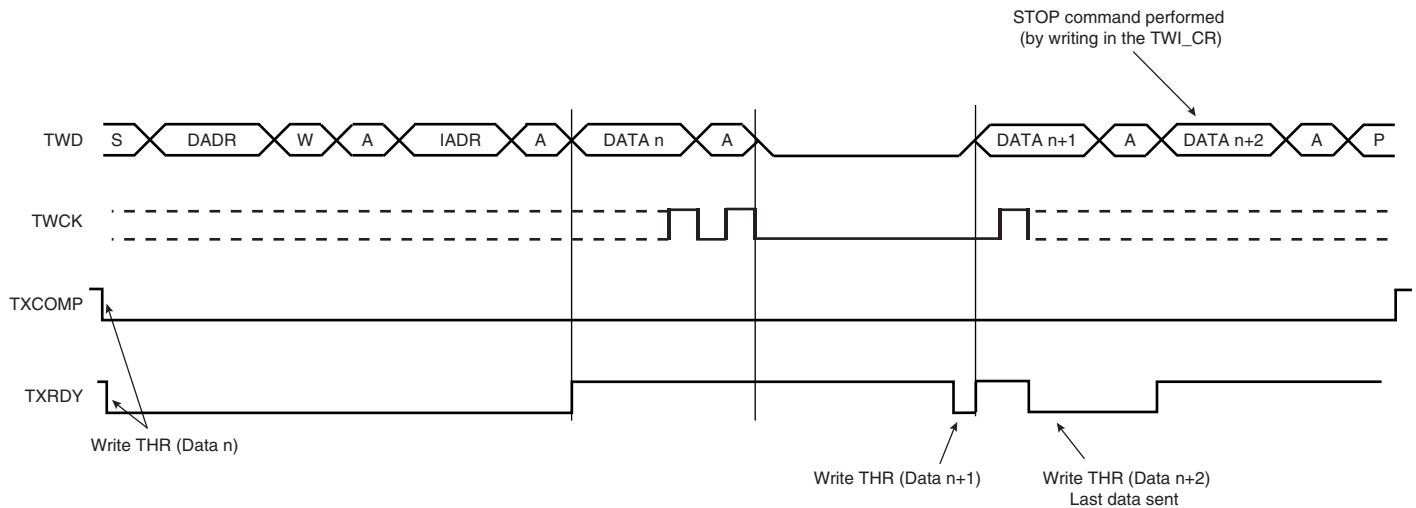 STOP command performed
(by writing in the TWI_CR)
TWD S DADR W A IADR A DATA n A DATA n+1 A DATA n+2 A P
TWCK
TXCOMP
TXRDY
Write THR (Data n)
Write THR (Data n+1)
Write THR (Data n+2)
Last data sent